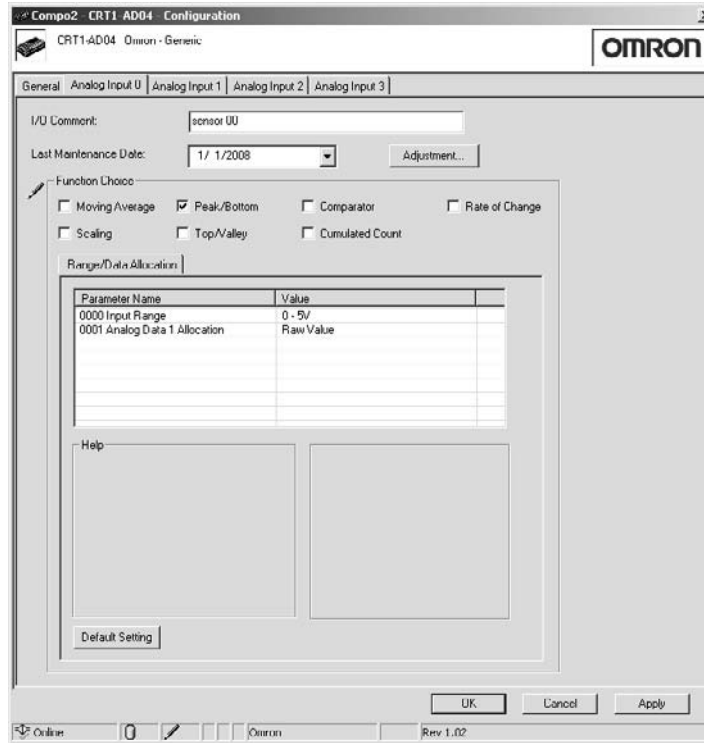 Compo2 - CRT1-AD04 - Configuration
CRT1-AD04 Omron - Generic
OMRON
General
Analog Input 0
Analog Input 1
Analog Input 2
Analog Input 3
I/O Comment:
sensor 00
Last Maintenance Date:
1/ 1/2008
Adjustment...
Function Choice
Moving Average
Peak/Bottom
Comparator
Rate of Change
Scaling
Top/Valley
Cumulated Count
Range/Data Allocation
Parameter Name Value
0000 Input Range 0 - 5V
0001 Analog Data 1 Allocation Raw Value
Help
Default Setting
OK
Cancel
Apply
Online
Omron
Rev 1.02